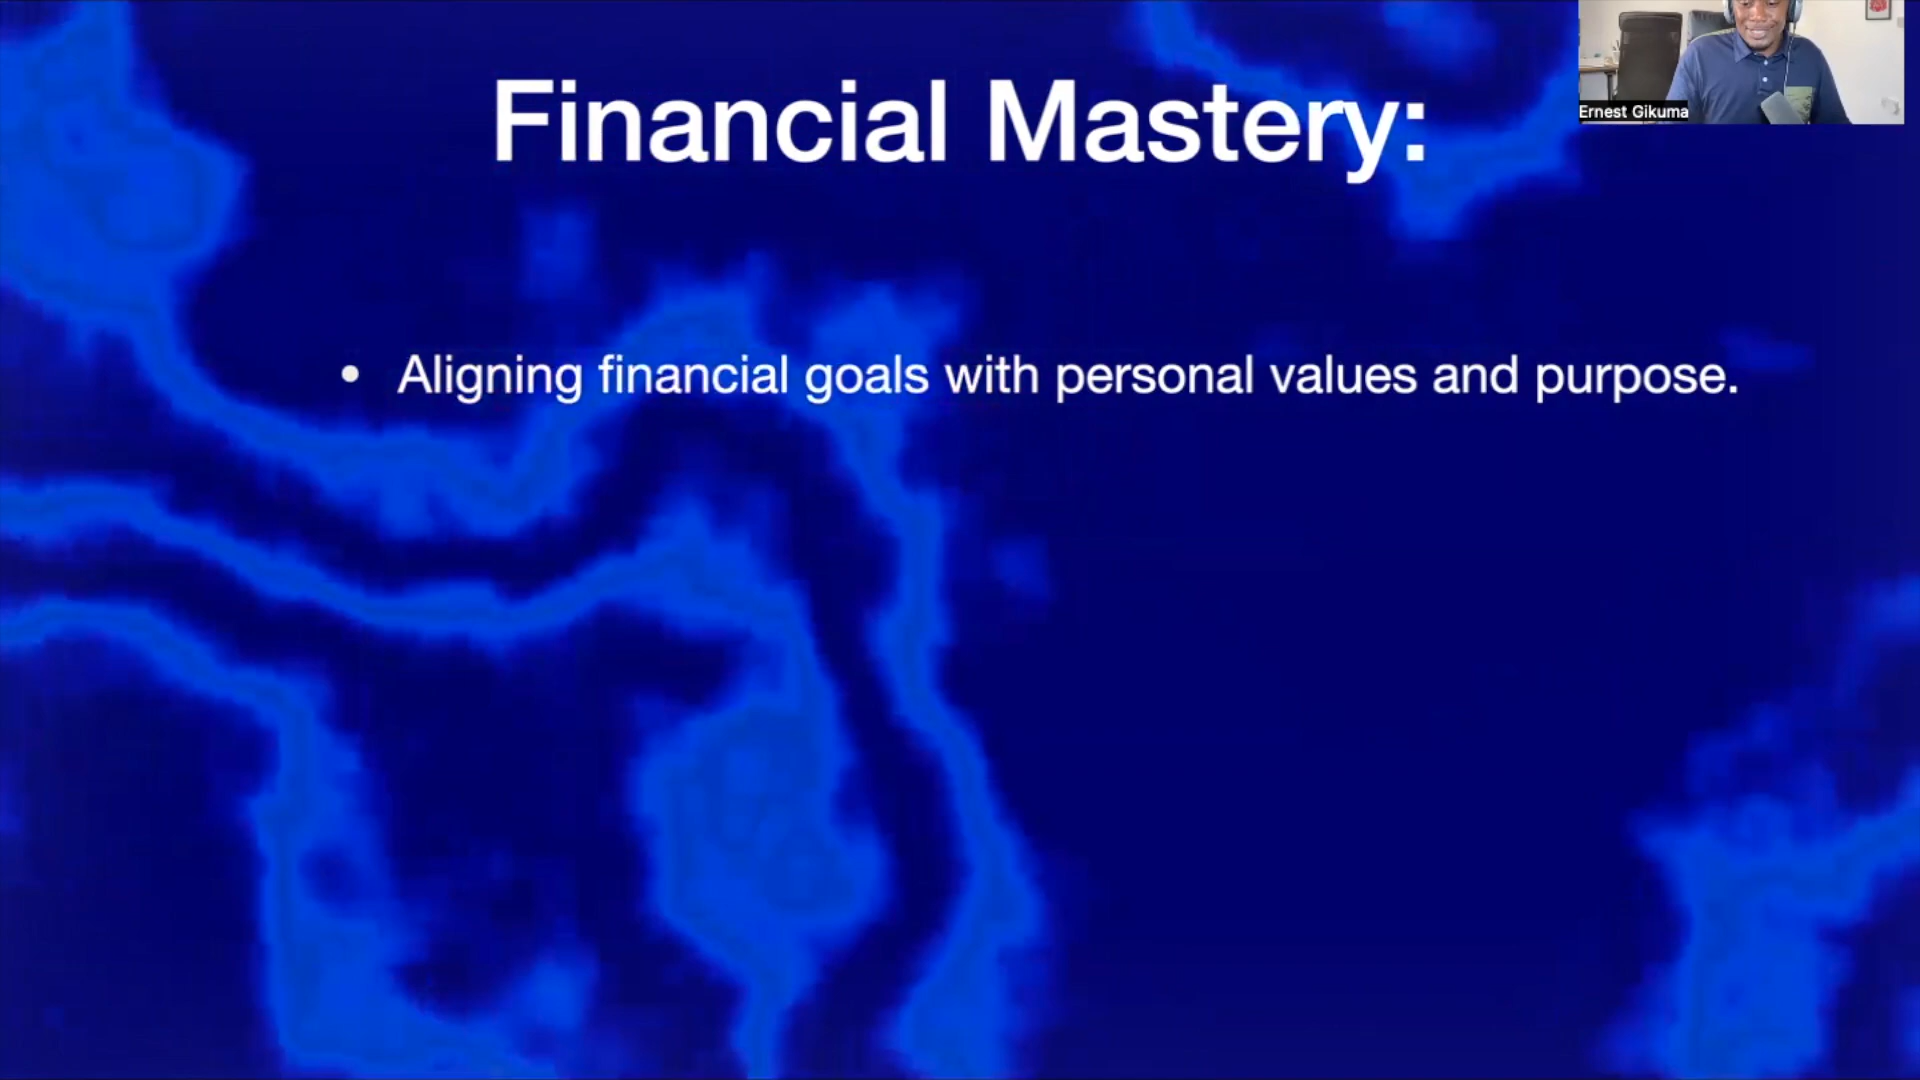 Financial Mastery:
Ernest Gikuma
• Aligning financial goals with personal values and purpose.